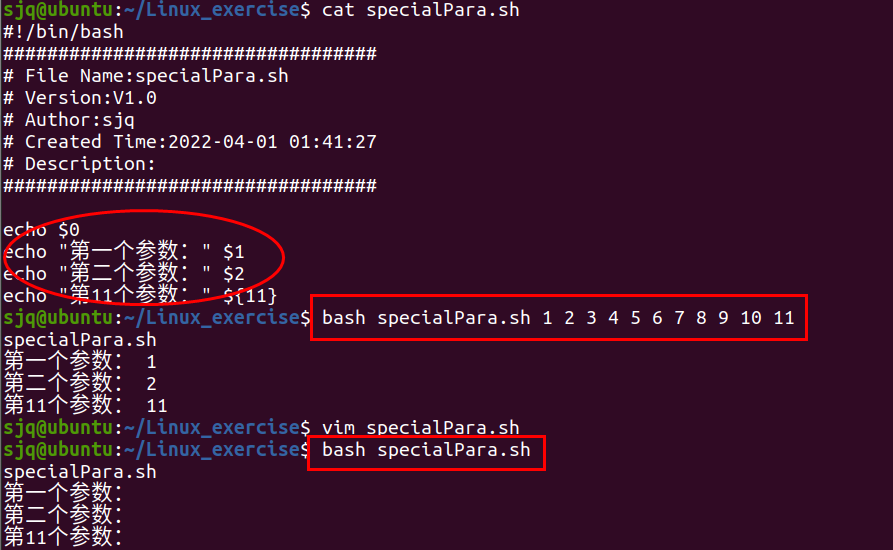 sjq@ubuntu:~/Linux_exercise$ cat specialPara.sh
#!/bin/bash
##################################
# File Name:specialPara.sh
# Version:V1.0
# Author:sjq
# Created Time:2022-04-01 01:41:27
# Description:
##################################
echo $0
echo "第一个参数：" $1
echo "第二个参数：" $2
echo "第11个参数：" ${11}
sjq@ubuntu:~/Linux_exercise$ bash specialPara.sh 1 2 3 4 5 6 7 8 9 10 11
specialPara.sh
第一个参数： 1
第二个参数： 2
第11个参数： 11
sjq@ubuntu:~/Linux_exercise$ vim specialPara.sh
sjq@ubuntu:~/Linux_exercise$ bash specialPara.sh
specialPara.sh
第一个参数：
第二个参数：
第11个参数：